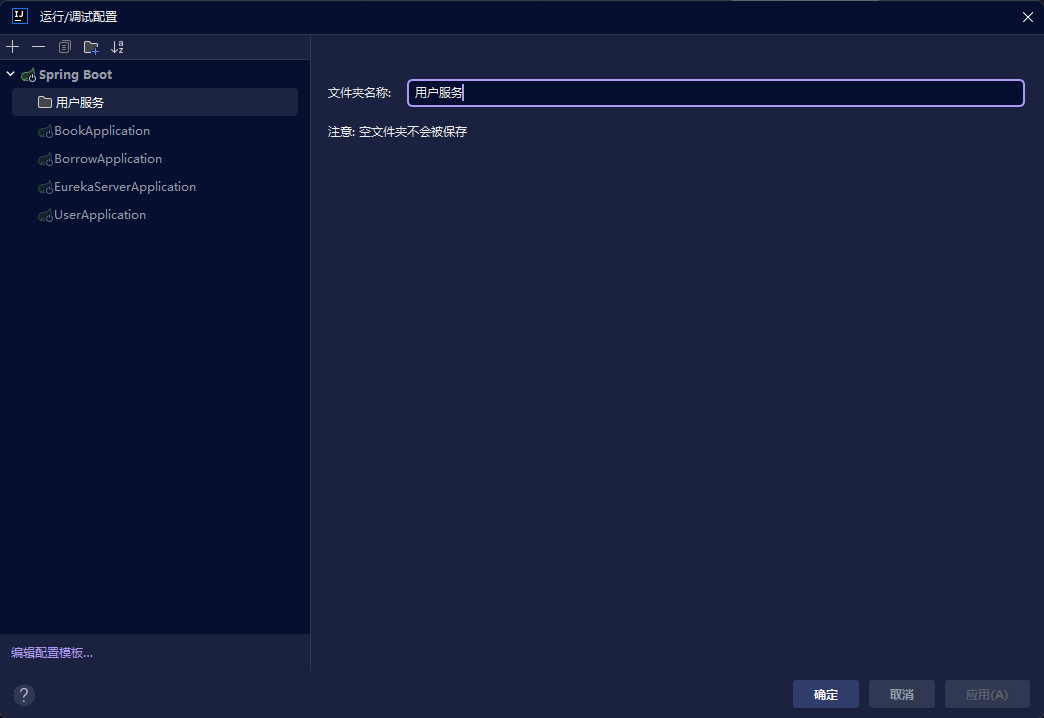 运行/调试配置
Spring Boot
用户服务
BookApplication
BorrowApplication
EurekaServerApplication
UserApplication
文件夹名称: 用户服务
注意: 空文件夹不会被保存
编辑配置模板...
?
确定 取消 应用(A)